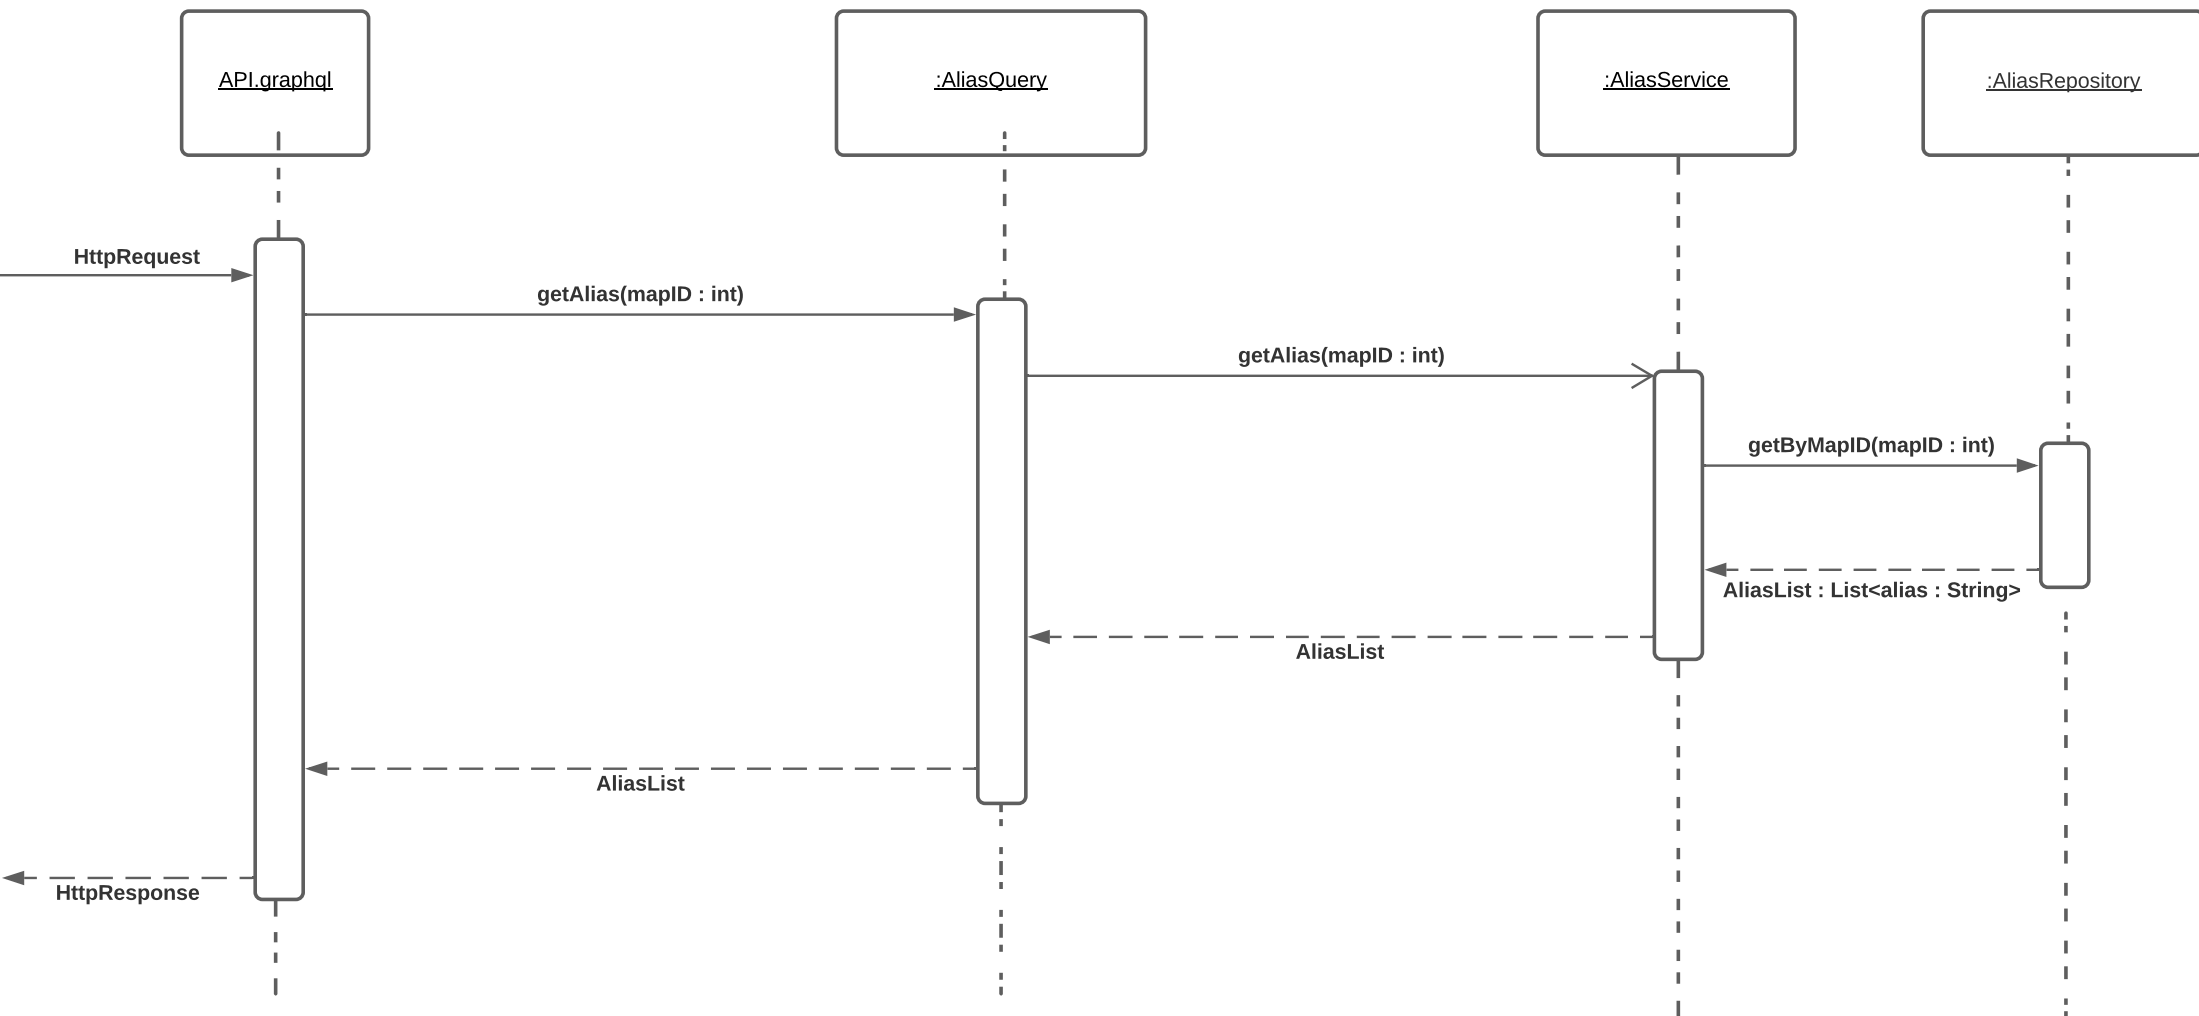 API.graphql
:AliasQuery
:AliasService
:AliasRepository
HttpRequest
getAlias(mapID : int)
getAlias(mapID : int)
getByMapID(mapID : int)
AliasList : List<alias : String>
AliasList
AliasList
HttpResponse